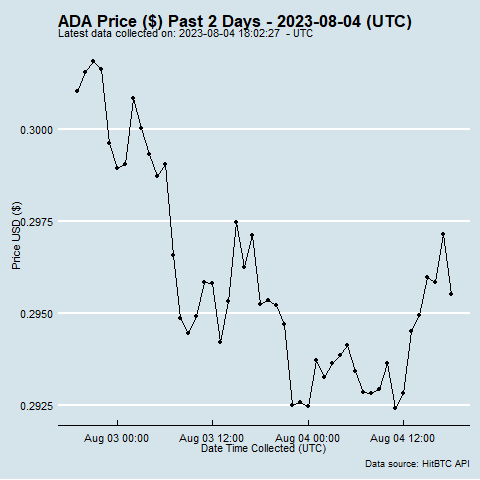 ADA Price ($) Past 2 Days - 2023-08-04 (UTC)
Latest data collected on: 2023-08-04 18:02:27 - UTC
0.3000
0.2975
0.2950
0.2925
Price USD ($)
Aug 03 00:00 Aug 03 12:00 Aug 04 00:00 Aug 04 12:00
Date Time Collected (UTC)
Data source: HitBTC API